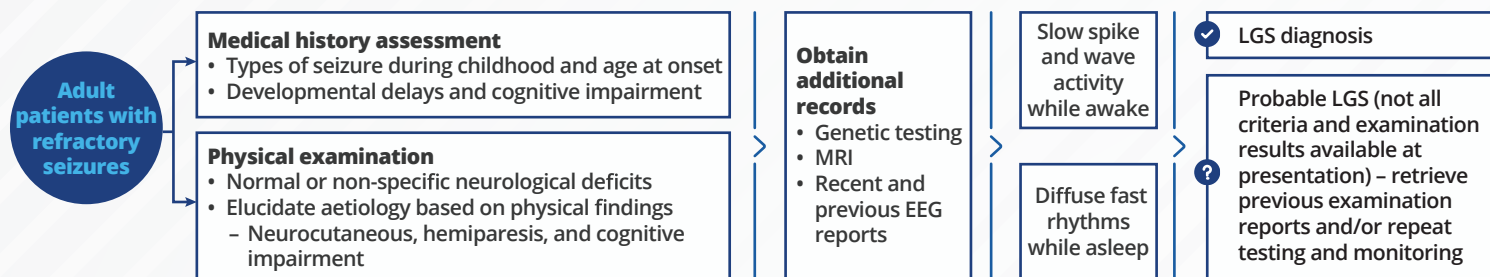 Adult
patients with
refractory
seizures
Medical history assessment
• Types of seizure during childhood and age at onset
• Developmental delays and cognitive impairment
Physical examination
• Normal or non-specific neurological deficits
• Elucidate aetiology based on physical findings
– Neurocutaneous, hemiparesis, and cognitive
impairment
Obtain
additional
records
• Genetic testing
• MRI
• Recent and
previous EEG
reports
Slow spike
and wave
activity
while awake
Diffuse fast
rhythms
while asleep
LGS diagnosis
?
Probable LGS (not all
criteria and examination
results available at
presentation) – retrieve
previous examination
reports and/or repeat
testing and monitoring